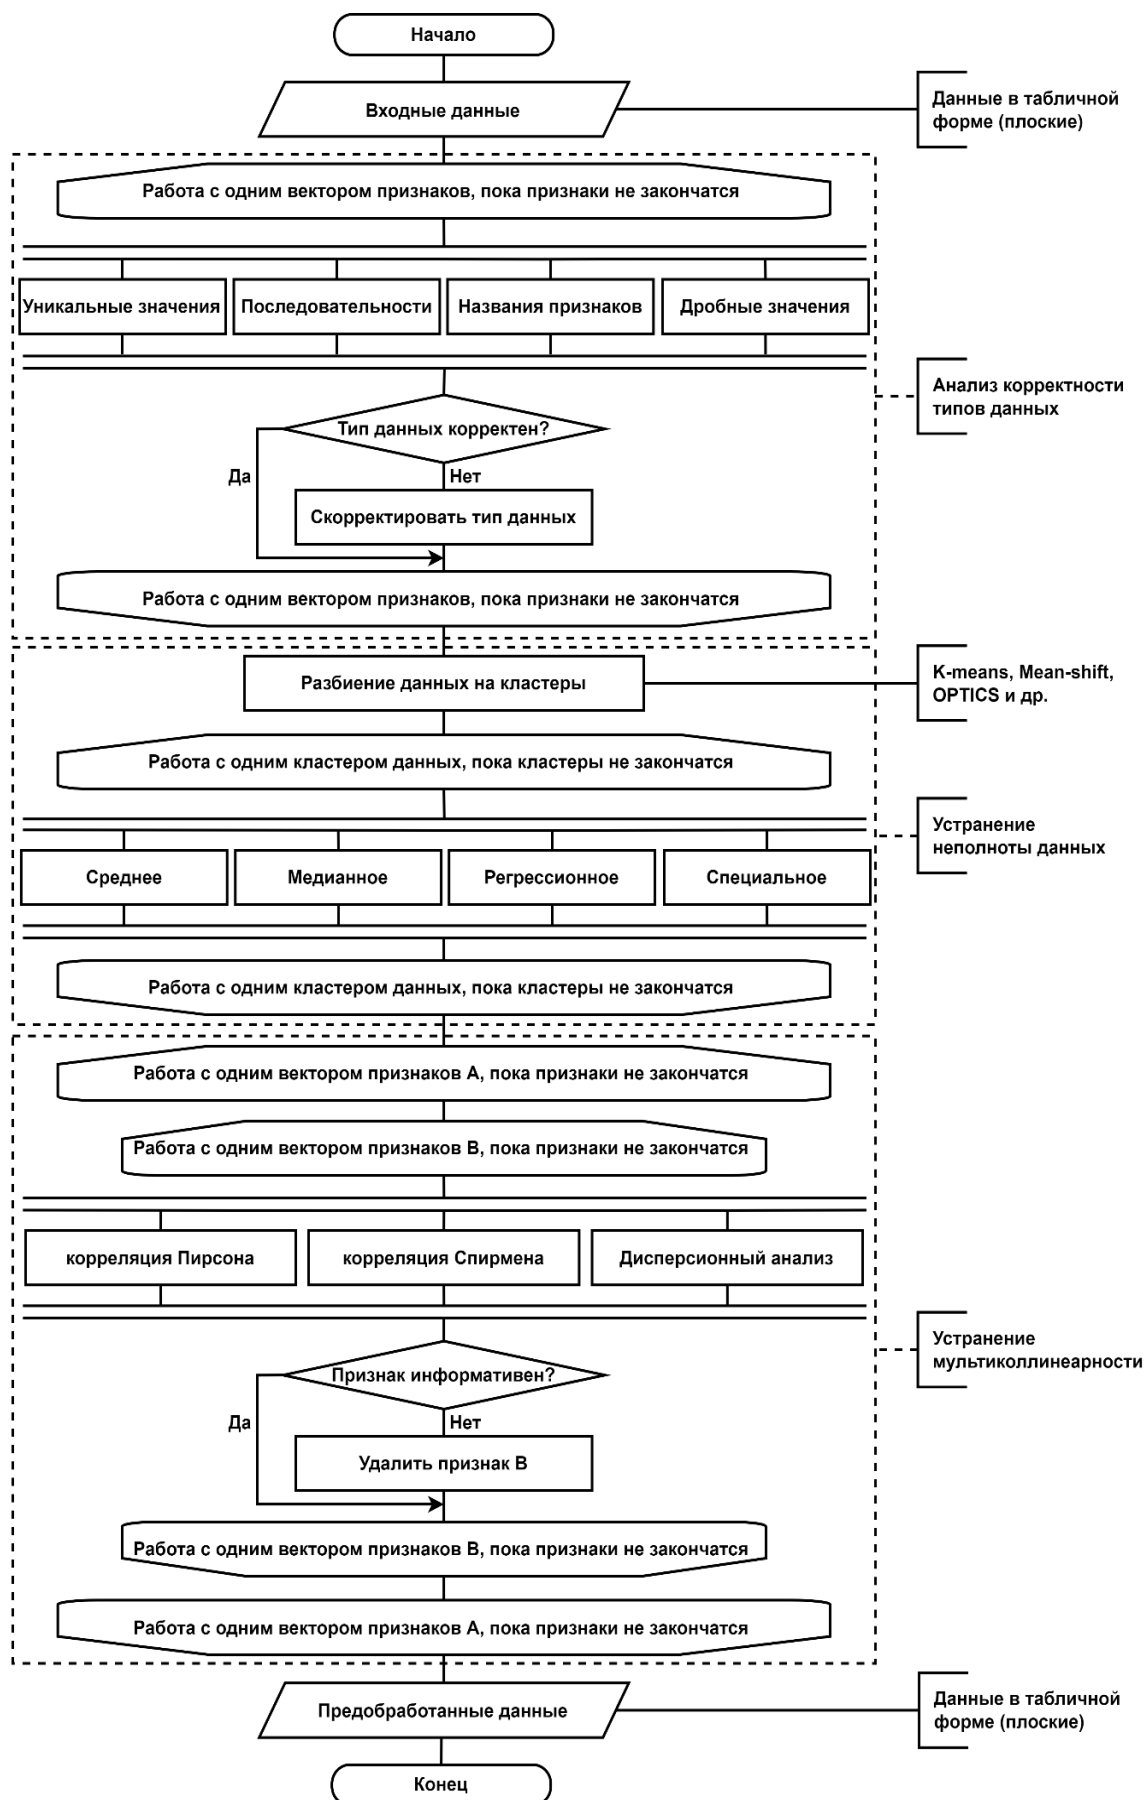 Начало
Входные данные
Данные в табличной
форме (плоские)
Работа с одним вектором признаков, пока признаки не закончатся
Уникальные значения
Последовательности
Названия признаков
Дробные значения
Анализ корректности
типов данных
Тип данных корректен?
Да
Нет
Скорректировать тип данных
Работа с одним вектором признаков, пока признаки не закончатся
Разбиение данных на кластеры
K-means, Mean-shift,
OPTICS и др.
Работа с одним кластером данных, пока кластеры не закончатся
Устранение
неполноты данных
Среднее
Медианное
Регрессионное
Специальное
Работа с одним кластером данных, пока кластеры не закончатся
Работа с одним вектором признаков А, пока признаки не закончатся
Работа с одним вектором признаков В, пока признаки не закончатся
корреляция Пирсона
корреляция Спирмена
Дисперсионный анализ
Устранение
мультиколлинеарности
Признак информативен?
Да
Нет
Удалить признак В
Работа с одним вектором признаков В, пока признаки не закончатся
Работа с одним вектором признаков А, пока признаки не закончатся
Предобработанные данные
Данные в табличной
форме (плоские)
Конец